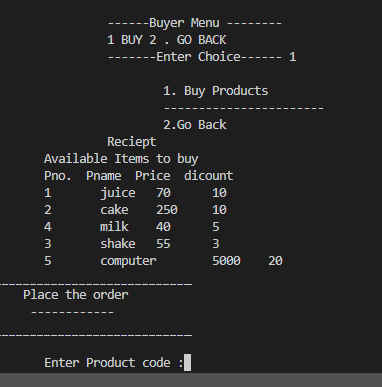 ------Buyer Menu --------
1 BUY 2 . GO BACK
-------Enter Choice------ 1
1. Buy Products
-----------------------
2.Go Back
Reciept
Available Items to buy
Pno. Pname Price dicount
1 juice 70 10
2 cake 250 10
4 milk 40 5
3 shake 55 3
5 computer 5000 20
____________________________
Place the order
------------
____________________________
Enter Product code :